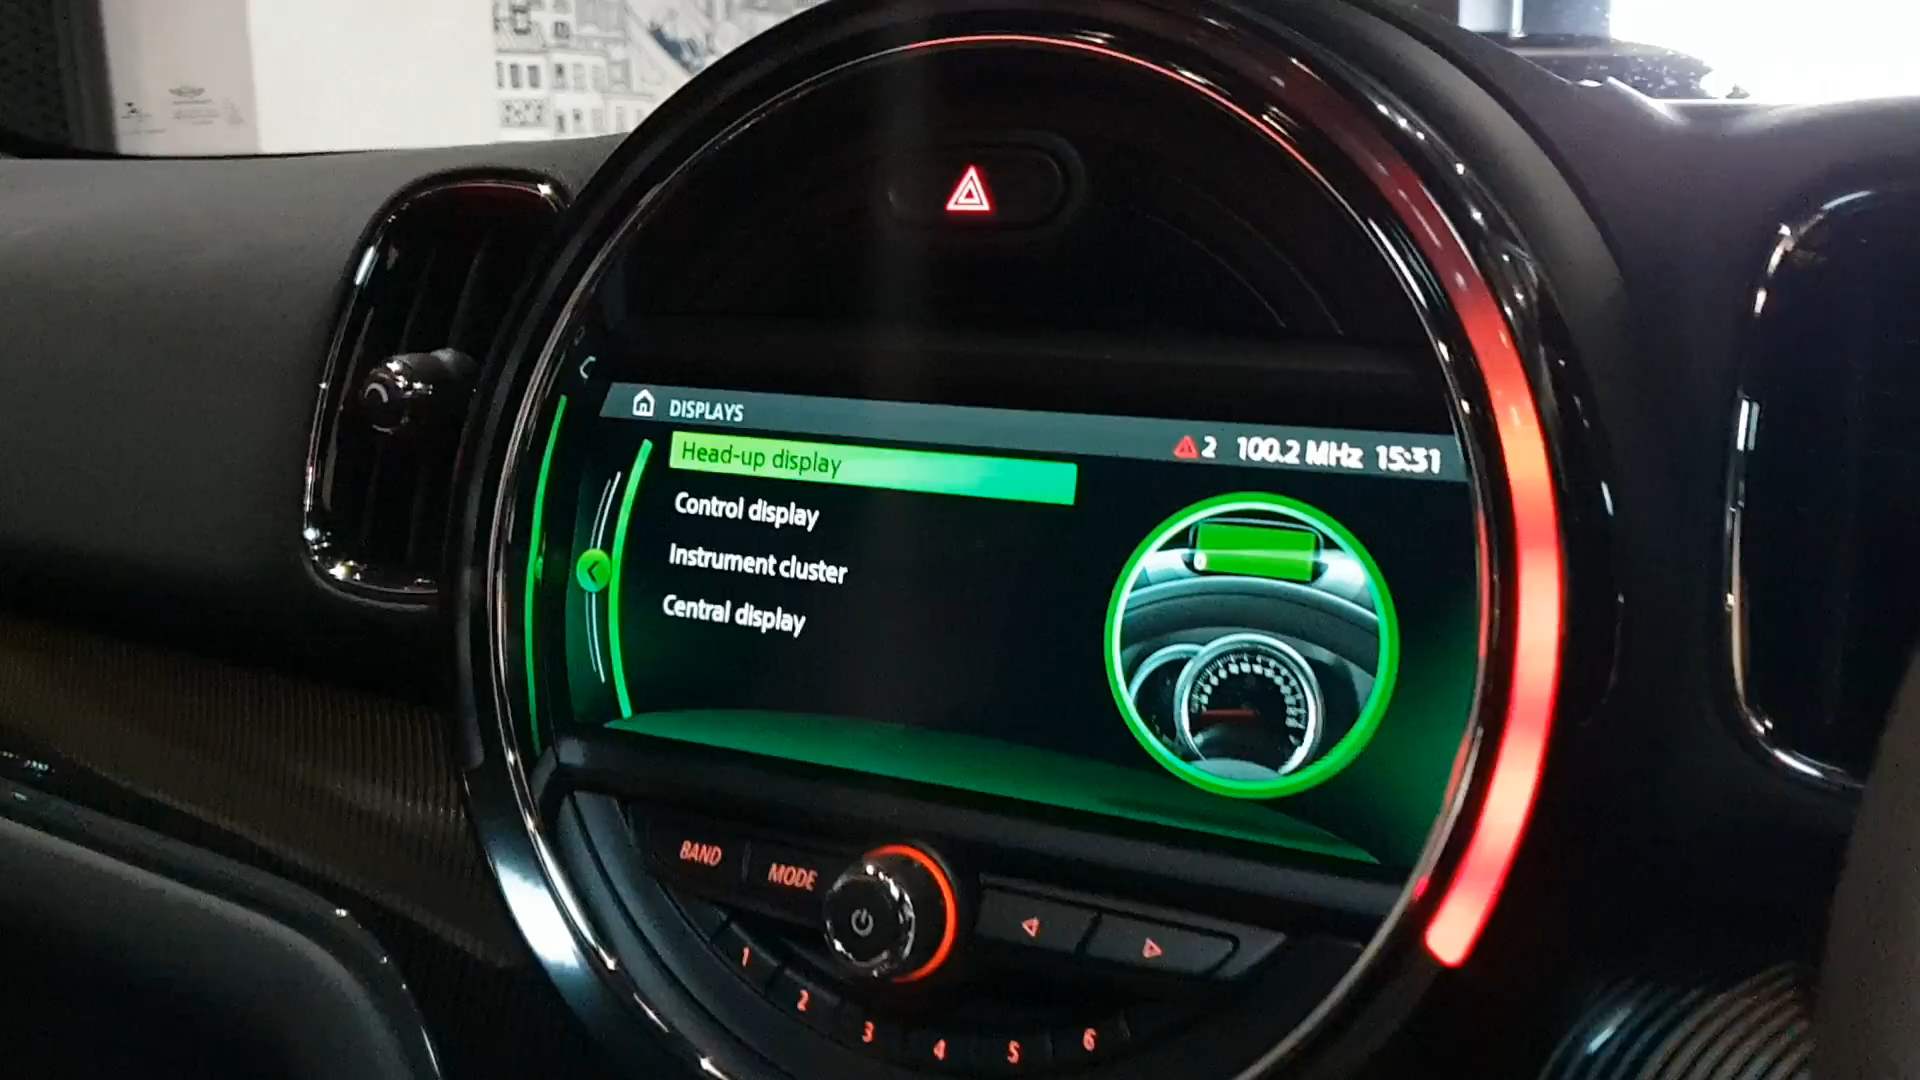 DISPLAYS
2 100.2 MHz 15:31
Head-up display
Control display
Instrument cluster
Central display
BAND
MODE
1
2
3
4
5
6